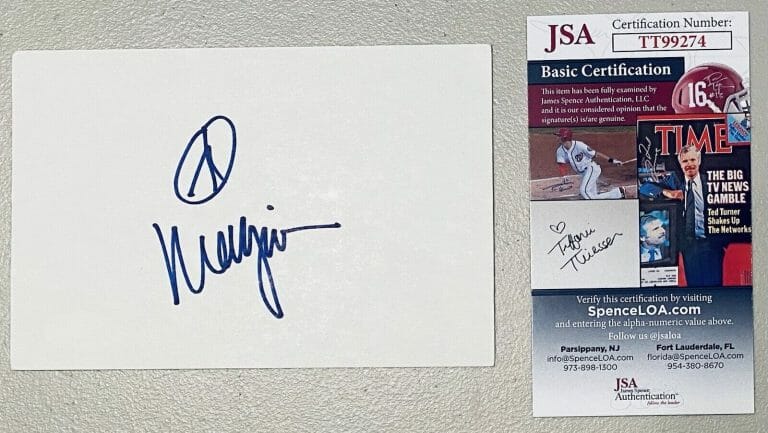 JSA
Certification Number:
TT99274
Basic Certification
This item has been fully examined by
James Spence Authentication, LLC
and it is our considered opinion that the
signature(s) is/are genuine.
16
TIME
THE BIG
TV NEWS
GAMBLE
Ted Turner
Shakes Up
The Networks
Tiffani
Thiessen
Verify this certification by visiting
SpenceLOA.com
and entering the alpha-numeric value above.
Follow us @jsaloa
Parsippany, NJ
info@SpenceLOA.com
973-898-1300
Fort Lauderdale, FL
florida@SpenceLOA.com
954-380-8670
JSA
James Spence
Authentication